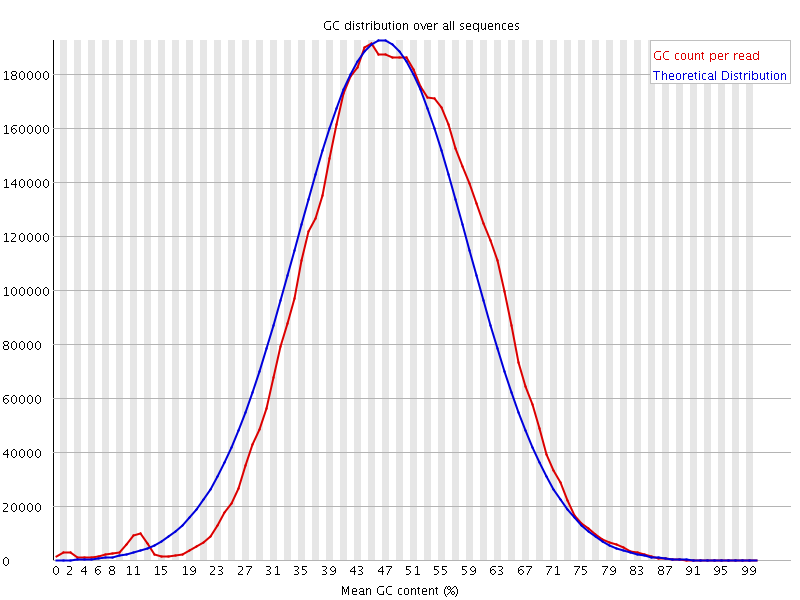 GC distribution over all sequences
GC count per read
Theoretical Distribution
180000
160000
140000
120000
100000
80000
60000
40000
20000
0
0 2 4 6 8 11 15 19 23 27 31 35 39 43 47 51 55 59 63 67 71 75 79 83 87 91 95 99
Mean GC content (%)